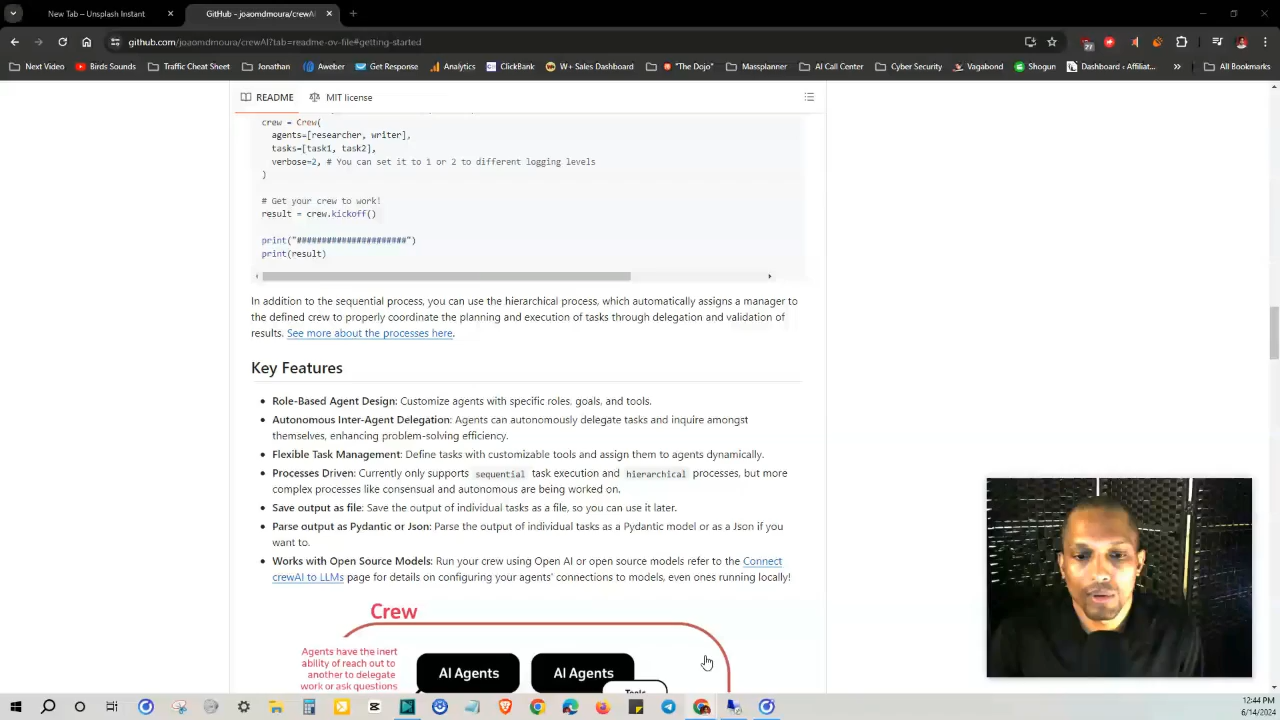 New Tab – Unsplash Instant
GitHub - joaomdmoura/crewAI
github.com/joaomdmoura/crewAI?tab=readme-ov-file#getting-started
Next Video
Birds Sounds
Traffic Cheat Sheet
Jonathan
Aweber
Get Response
Analytics
ClickBank
W+ Sales Dashboard
"The Dojo"
Massplanner
AI Call Center
Cyber Security
Vagabond
Shogun
Dashboard ‹ Affiliat...
All Bookmarks
README
MIT license
crew = Crew(
agents=[researcher, writer],
tasks=[task1, task2],
verbose=2, # You can set it to 1 or 2 to different logging levels
)
# Get your crew to work!
result = crew.kickoff()
print("######################")
print(result)
In addition to the sequential process, you can use the hierarchical process, which automatically assigns a manager to
the defined crew to properly coordinate the planning and execution of tasks through delegation and validation of
results. See more about the processes here.
Key Features
• Role-Based Agent Design: Customize agents with specific roles, goals, and tools.
• Autonomous Inter-Agent Delegation: Agents can autonomously delegate tasks and inquire amongst
themselves, enhancing problem-solving efficiency.
• Flexible Task Management: Define tasks with customizable tools and assign them to agents dynamically.
• Processes Driven: Currently only supports sequential task execution and hierarchical processes, but more
complex processes like consensual and autonomous are being worked on.
• Save output as file: Save the output of individual tasks as a file, so you can use it later.
• Parse output as Pydantic or Json: Parse the output of individual tasks as a Pydantic model or as a Json if you
want to.
• Works with Open Source Models: Run your crew using Open AI or open source models refer to the Connect
crewAI to LLMs page for details on configuring your agents' connections to models, even ones running locally!
Crew
Agents have the inert
ability of reach out to
another to delegate
work or ask questions
AI Agents
AI Agents
Tools
12:44 PM
6/14/2024